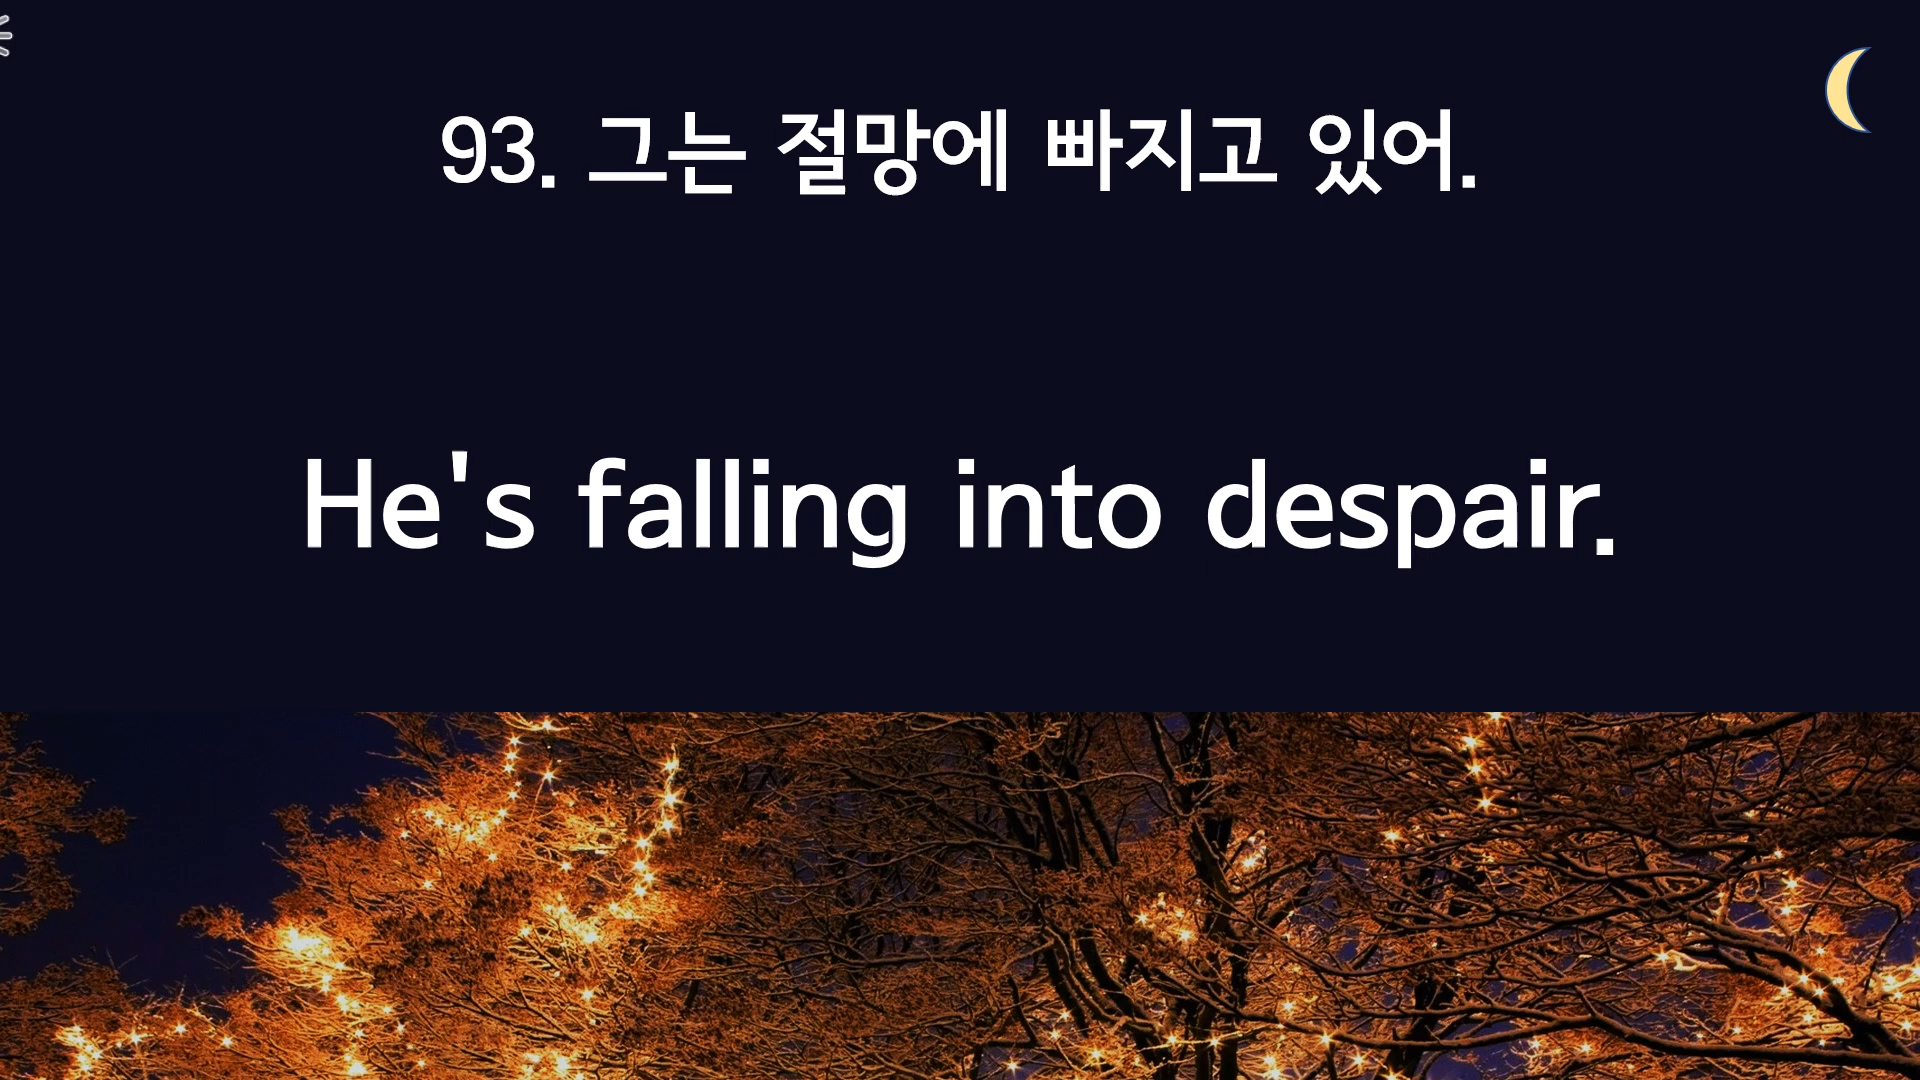 93. 그는 절망에 빠지고 있어.
He's falling into despair.